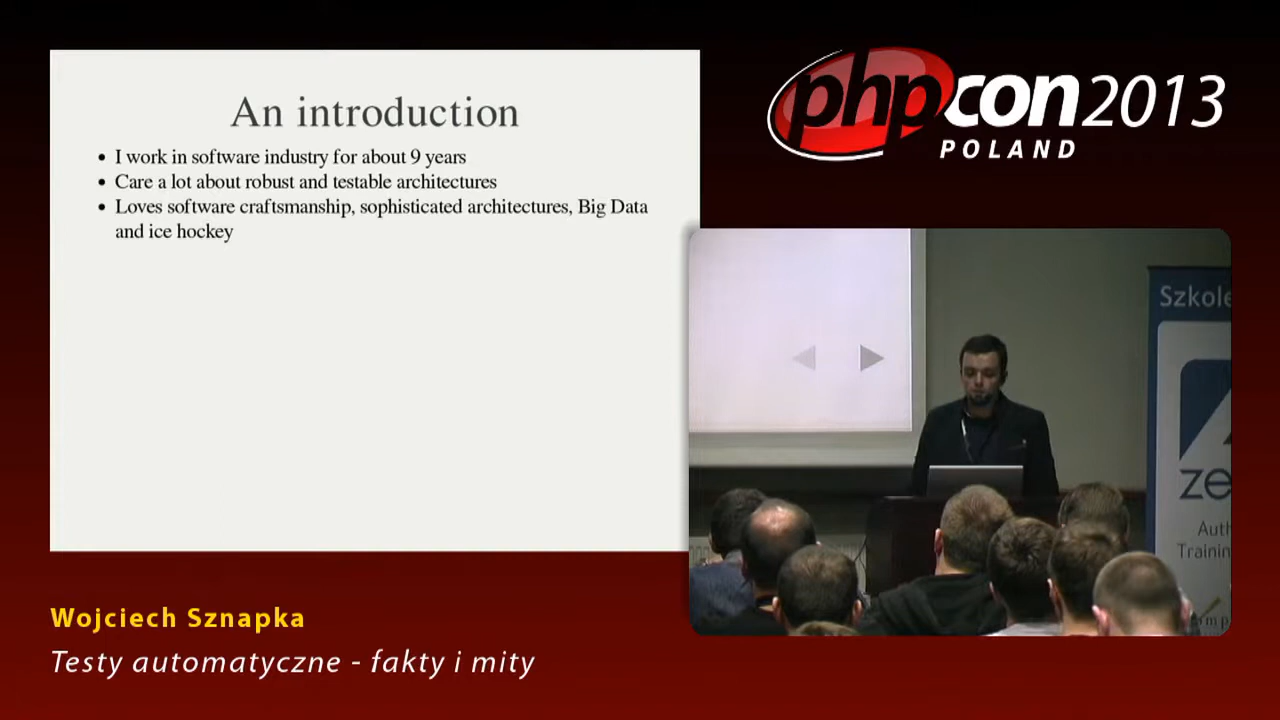 An introduction
I work in software industry for about 9 years
Care a lot about robust and testable architectures
Loves software craftsmanship, sophisticated architectures, Big Data
and ice hockey
phpcon2013
POLAND
Szkole
ze
Auth
Trainin
Wojciech Sznapka
Testy automatyczne - fakty i mity